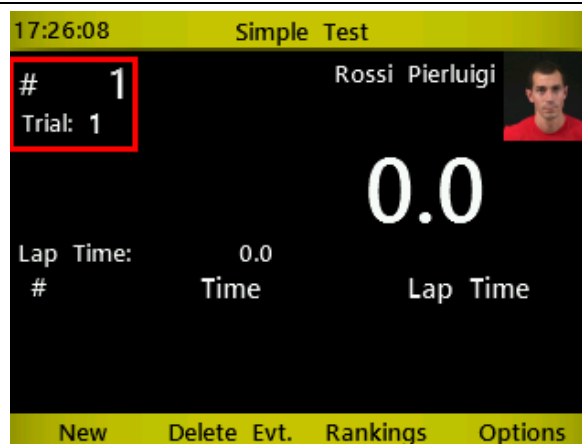 17:26:08 Simple Test
# 1 Rossi Pierluigi
Trial: 1
0.0
Lap Time: 0.0
# Time Lap Time
New Delete Evt. Rankings Options